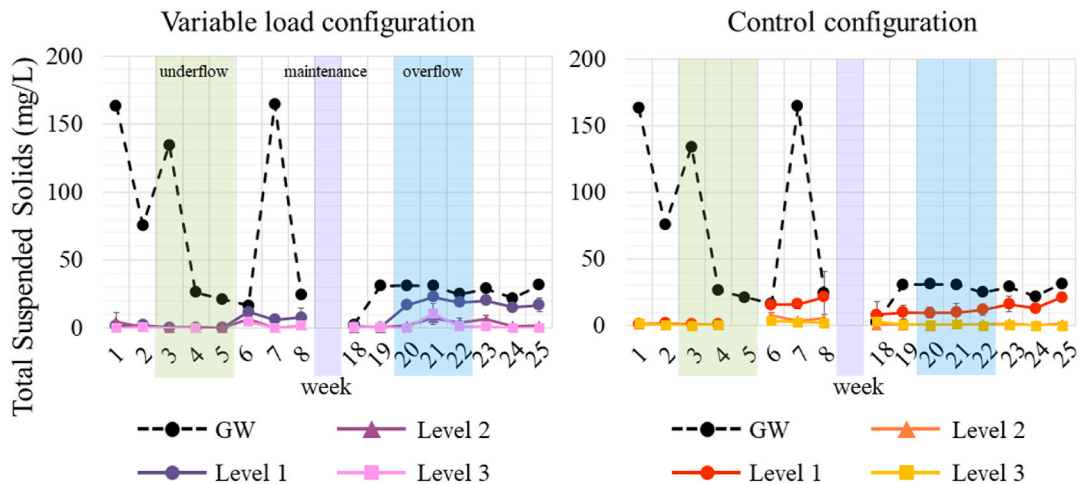 Variable load configuration
Control configuration
Total Suspended Solids (mg/L)
200
150
100
50
0
underflow
maintenance
overflow
1 2 3 4 5 6 7 8 18 19 20 21 22 23 24 25
week
GW
Level 2
Level 1
Level 3
200
150
100
50
0
1 2 3 4 5 6 7 8 18 19 20 21 22 23 24 25
week
GW
Level 2
Level 1
Level 3